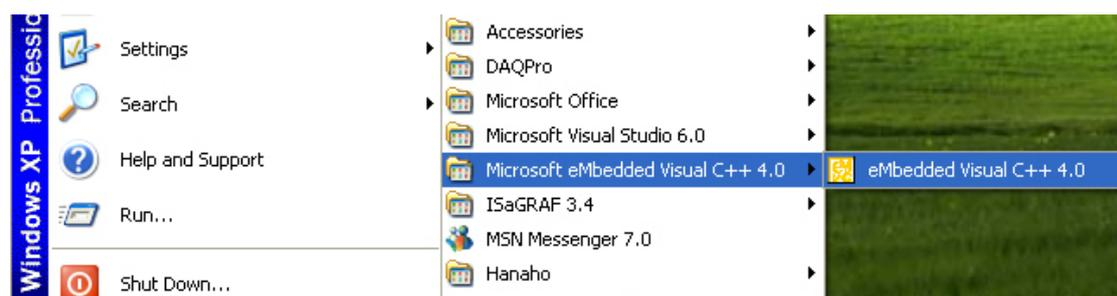 Windows XP Professio
Settings
Search
Help and Support
Run...
Shut Down...
Accessories
DAQPro
Microsoft Office
Microsoft Visual Studio 6.0
Microsoft eMbedded Visual C++ 4.0
ISaGRAF 3.4
MSN Messenger 7.0
Hanaho
eMbedded Visual C++ 4.0